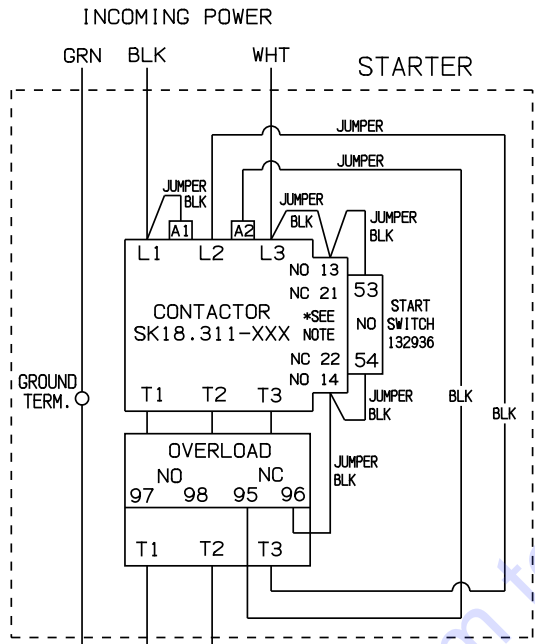 INCOMING POWER
GRN BLK WHT
STARTER
JUMPER
JUMPER
JUMPER
BLK
JUMPER
BLK
JUMPER
BLK
A1 A2
L1 L2 L3
NO 13
NC 21
53
CONTACTOR
SK18.311-XXX
*SEE
NOTE
NO
START
SWITCH
132936
NC 22
NO 14
54
GROUND
TERM.
T1 T2 T3
JUMPER
BLK
BLK
BLK
OVERLOAD
NO NC
97 98 95 96
JUMPER
BLK
T1 T2 T3